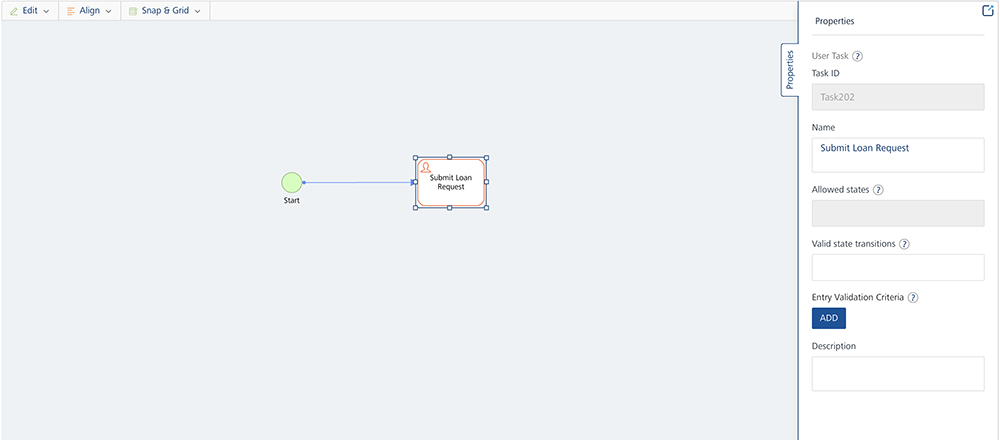 Edit
Align
Snap & Grid
Start
Submit Loan
Request
Properties
Properties
User Task ?
Task ID
Task202
Name
Submit Loan Request
Allowed states ?
Valid state transitions ?
Entry Validation Criteria ?
ADD
Description